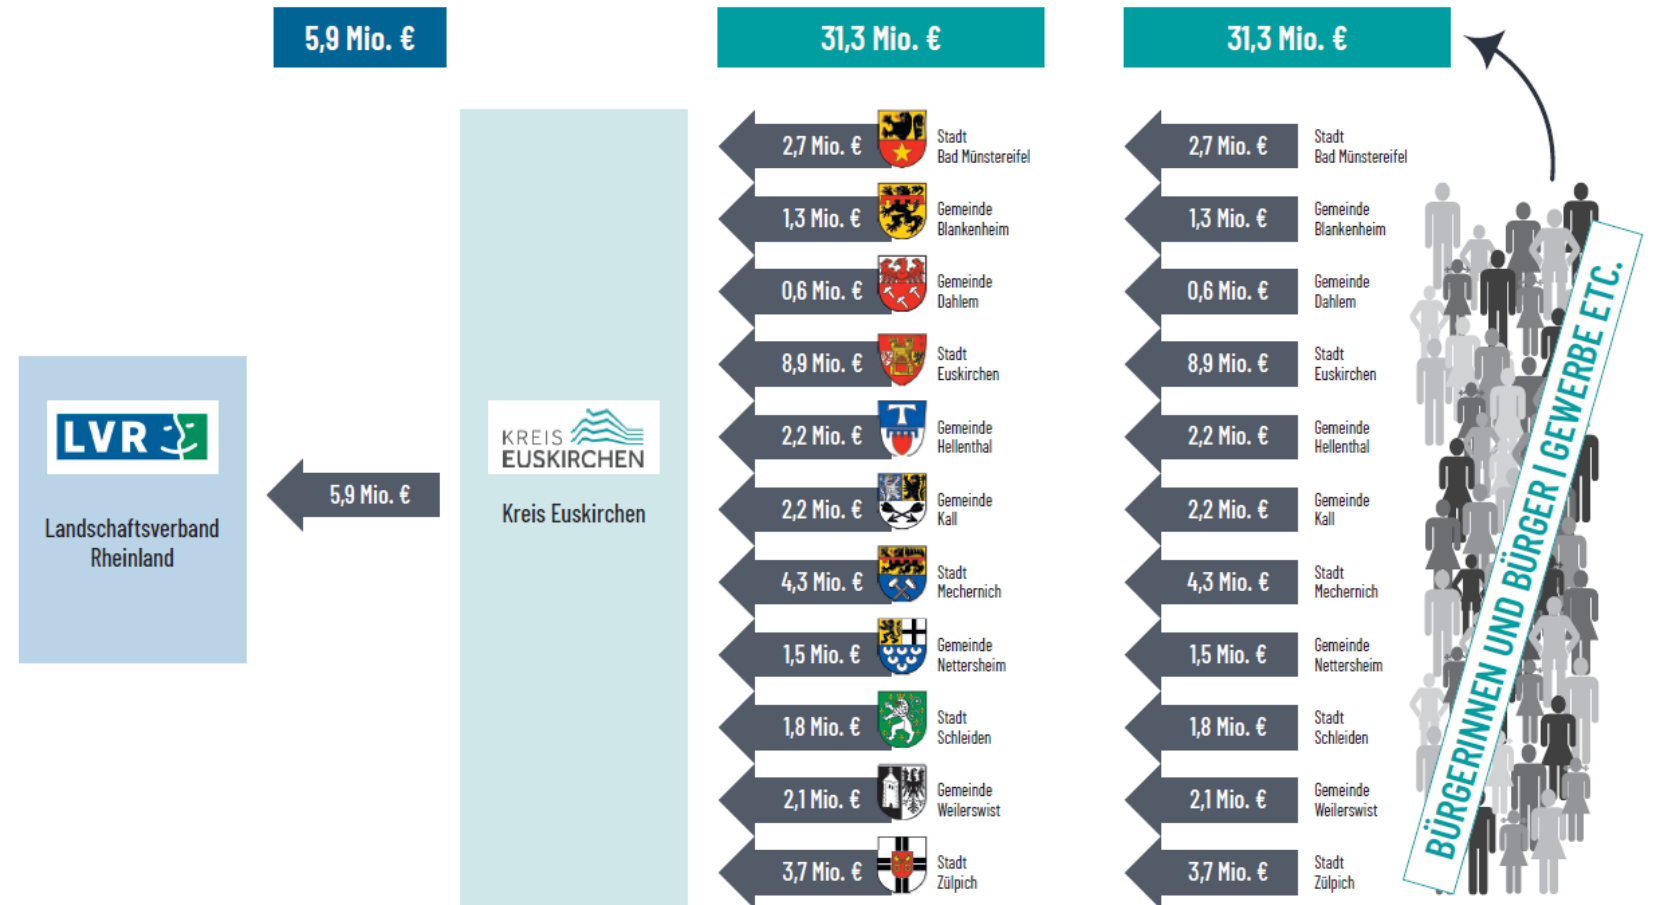 5,9 Mio. €
31,3 Mio. €
31,3 Mio. €
LVR
Landschaftsverband
Rheinland
5,9 Mio. €
KREIS
EUSKIRCHEN
Kreis Euskirchen
2,7 Mio. €
Stadt
Bad Münstereifel
1,3 Mio. €
Gemeinde
Blankenheim
0,6 Mio. €
Gemeinde
Dahlem
8,9 Mio. €
Stadt
Euskirchen
2,2 Mio. €
T
Gemeinde
Hellenthal
2,2 Mio. €
Gemeinde
Kall
4,3 Mio. €
Stadt
Mechernich
1,5 Mio. €
Gemeinde
Nettersheim
1,8 Mio. €
Stadt
Schleiden
2,1 Mio. €
Gemeinde
Weilerswist
3,7 Mio. €
Stadt
Zülpich
2,7 Mio. €
Stadt
Bad Münstereifel
1,3 Mio. €
Gemeinde
Blankenheim
0,6 Mio. €
Gemeinde
Dahlem
8,9 Mio. €
Stadt
Euskirchen
2,2 Mio. €
Gemeinde
Hellenthal
2,2 Mio. €
Gemeinde
Kall
4,3 Mio. €
Stadt
Mechernich
1,5 Mio. €
Gemeinde
Nettersheim
1,8 Mio. €
Stadt
Schleiden
2,1 Mio. €
Gemeinde
Weilerswist
3,7 Mio. €
Stadt
Zülpich
BÜRGERINNEN UND BÜRGER | GEWERBE ETC.